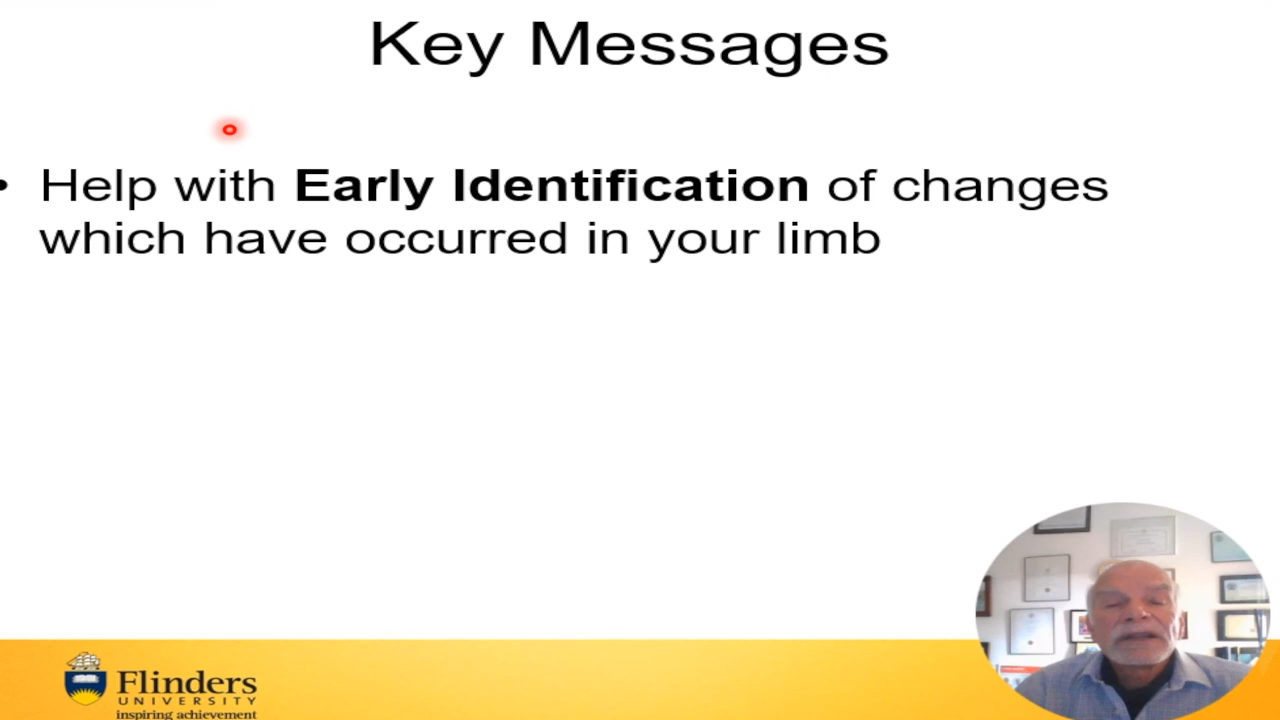 Key Messages
• Help with Early Identification of changes
which have occurred in your limb
Flinders
UNIVERSITY
inspiring achievement